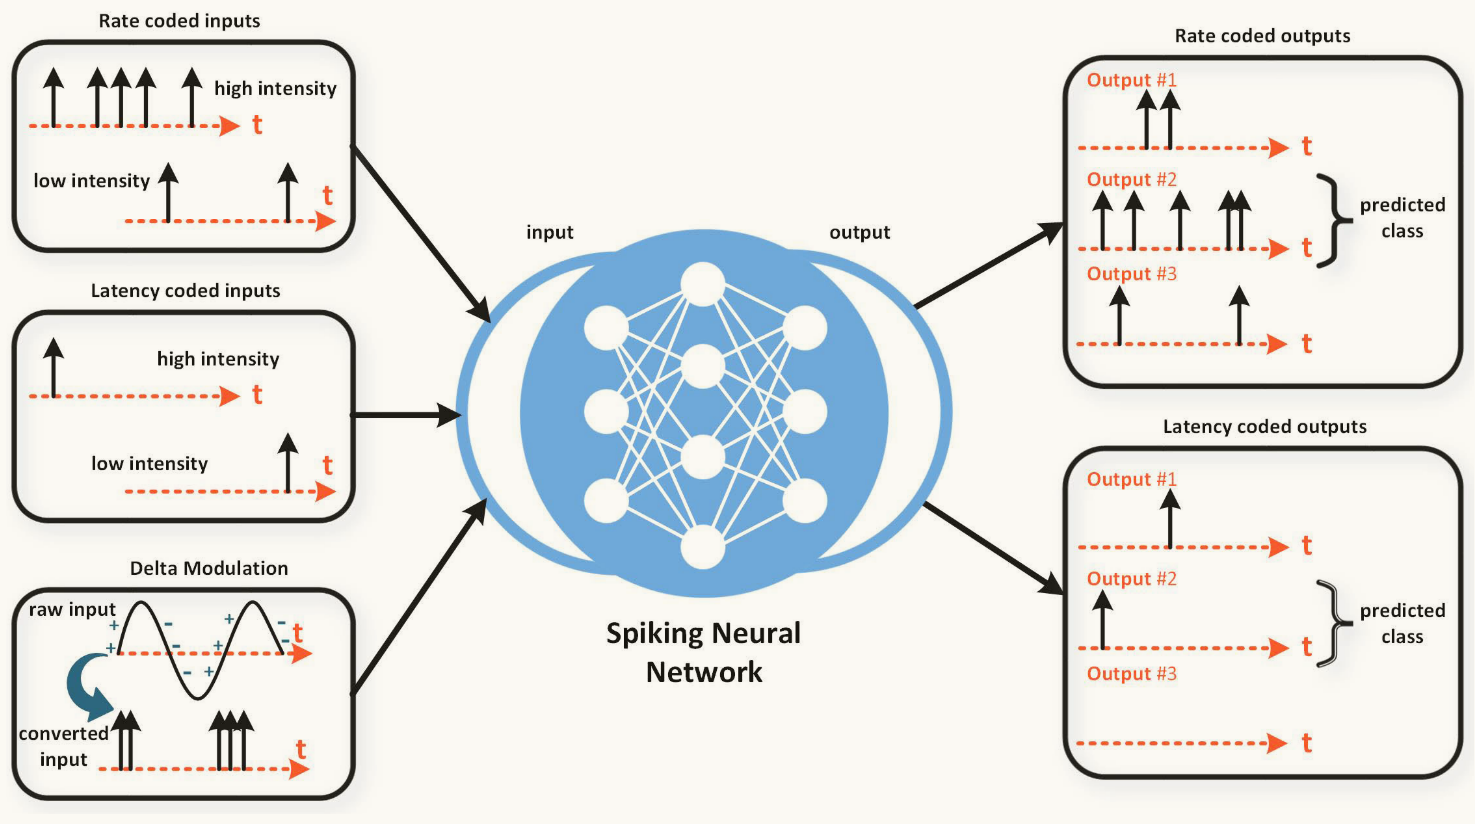 Rate coded inputs
high intensity
t
low intensity
t
Latency coded inputs
high intensity
t
low intensity
t
Delta Modulation
raw input
+
+
-
-
-
+
+
+
-
-
t
converted
input
t
input
output
Spiking Neural
Network
Rate coded outputs
Output #1
t
Output #2
t
predicted
class
Output #3
t
Latency coded outputs
Output #1
t
Output #2
t
predicted
class
Output #3
t